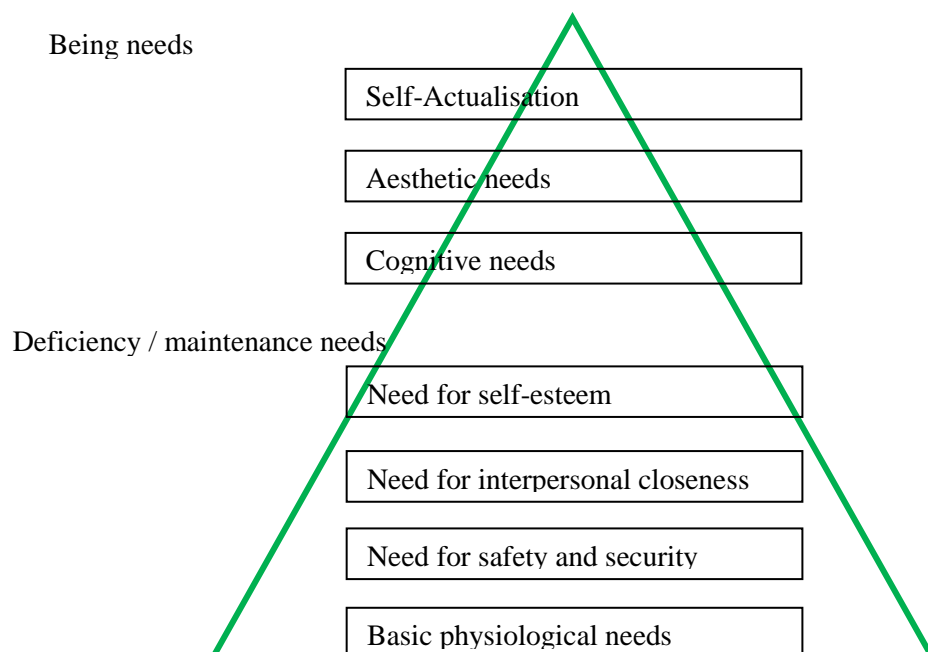 Being needs
Self-Actualisation
Aesthetic needs
Cognitive needs
Deficiency / maintenance needs
Need for self-esteem
Need for interpersonal closeness
Need for safety and security
Basic physiological needs